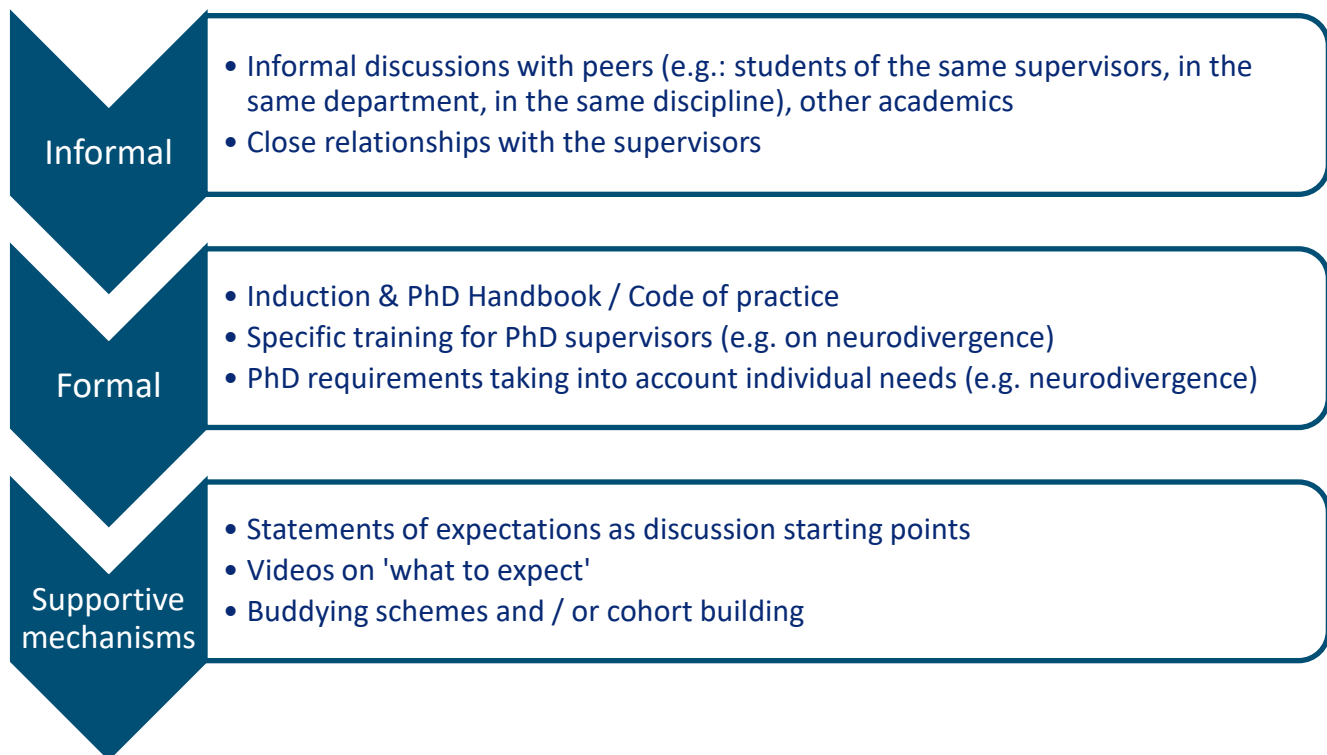 Informal
• Informal discussions with peers (e.g.: students of the same supervisors, in the
same department, in the same discipline), other academics
• Close relationships with the supervisors
Formal
• Induction & PhD Handbook / Code of practice
• Specific training for PhD supervisors (e.g. on neurodivergence)
• PhD requirements taking into account individual needs (e.g. neurodivergence)
Supportive
mechanisms
• Statements of expectations as discussion starting points
• Videos on 'what to expect'
• Buddying schemes and / or cohort building